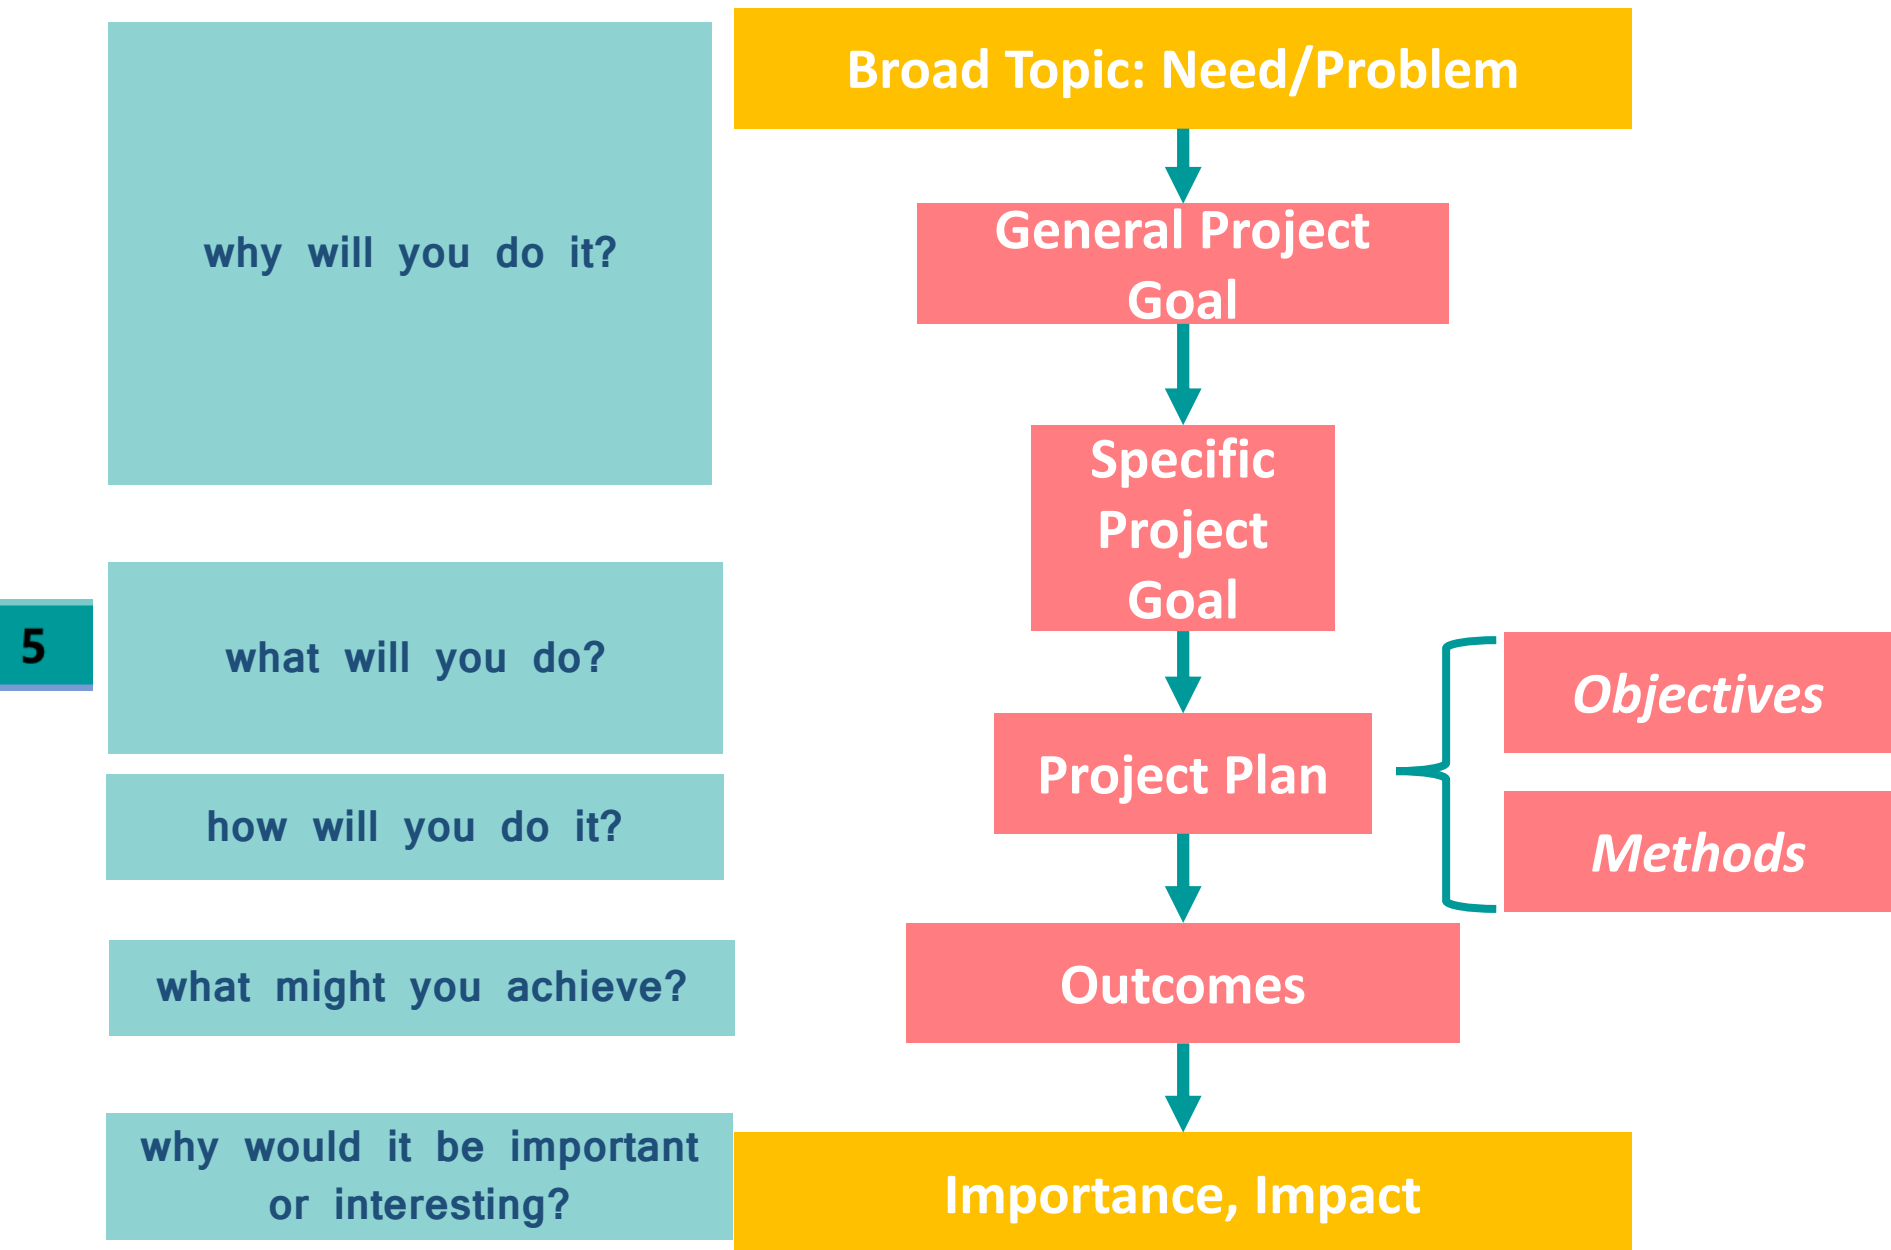 Broad Topic: Need/Problem
why will you do it?
General Project
Goal
Specific
Project
Goal
5
what will you do?
Objectives
Project Plan
how will you do it?
Methods
what might you achieve?
Outcomes
why would it be important
or interesting?
Importance, Impact